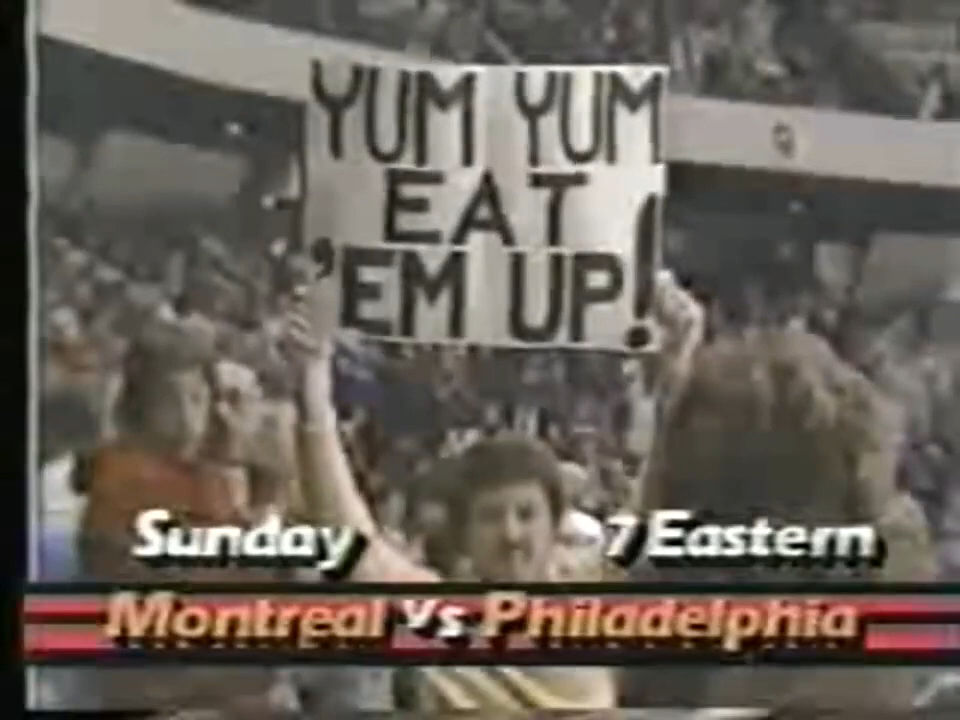 YUM YUM
EAT
'EM UP!
Sunday 7 Eastern
Montreal vs Philadelphia